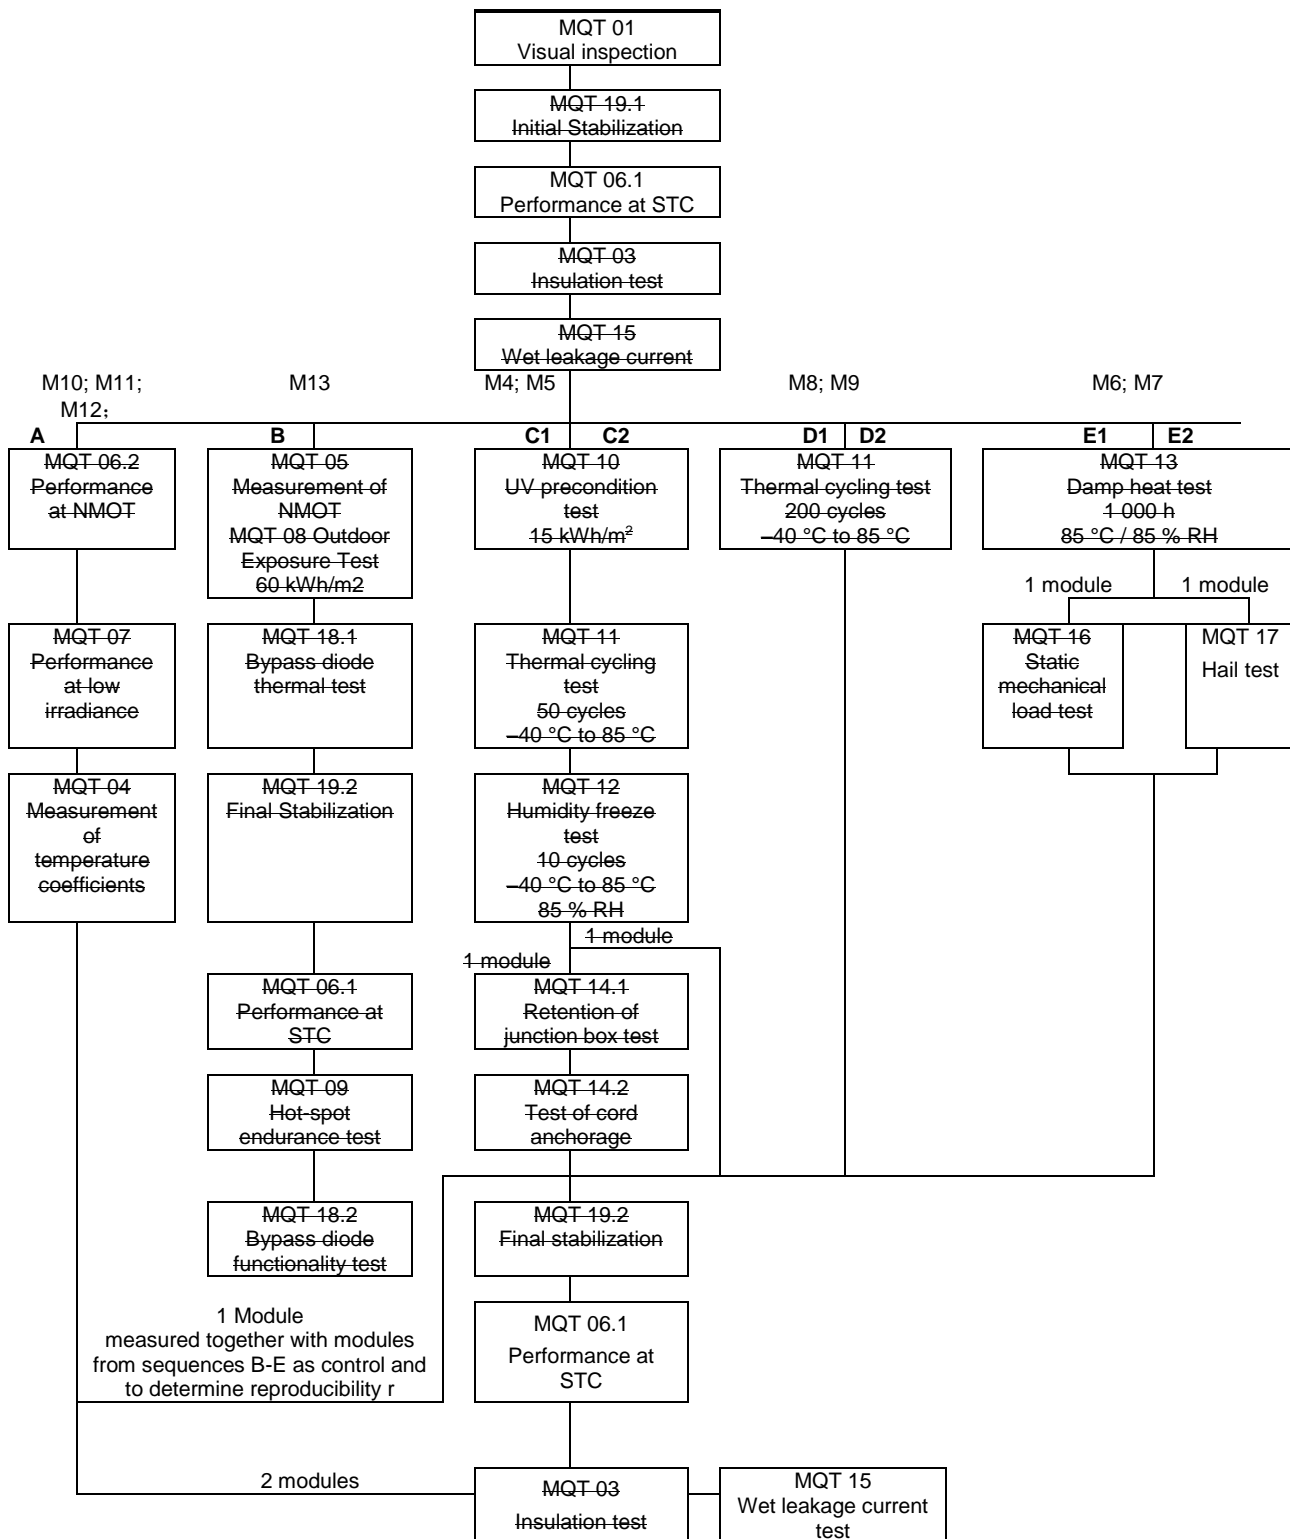 MQT 01
Visual inspection
MQT 19.1
Initial Stabilization
MQT 06.1
Performance at STC
MQT 03
Insulation test
MQT 15
Wet leakage current
M10; M11;
M12；
M13
M4; M5
M8; M9
M6; M7
A
B
C1
C2
D1
D2
E1
E2
MQT 06.2
Performance
at NMOT
MQT 05
Measurement of
NMOT
MQT 08 Outdoor
Exposure Test
60 kWh/m2
MQT 10
UV precondition
test
15 kWh/m²
MQT 11
Thermal cycling test
200 cycles
–40 °C to 85 °C
MQT 13
Damp heat test
1 000 h
85 °C / 85 % RH
1 module
1 module
MQT 07
Performance
at low
irradiance
MQT 18.1
Bypass diode
thermal test
MQT 11
Thermal cycling
test
50 cycles
–40 °C to 85 °C
MQT 16
Static
mechanical
load test
MQT 17
Hail test
MQT 04
Measurement
of
temperature
coefficients
MQT 19.2
Final Stabilization
MQT 12
Humidity freeze
test
10 cycles
–40 °C to 85 °C
85 % RH
1 module
1 module
MQT 06.1
Performance at
STC
MQT 14.1
Retention of
junction box test
MQT 09
Hot-spot
endurance test
MQT 14.2
Test of cord
anchorage
MQT 18.2
Bypass diode
functionality test
MQT 19.2
Final stabilization
1 Module
measured together with modules
from sequences B-E as control and
to determine reproducibility r
MQT 06.1
Performance at
STC
2 modules
MQT 03
Insulation test
MQT 15
Wet leakage current
test